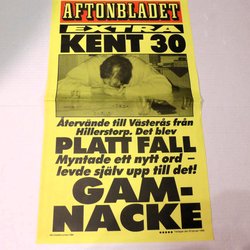 AFTONBLADET
EXTRA
KENT 30
Återvände till Västerås från
Hillerstorp. Det blev
PLATT FALL
Myntade ett nytt ord –
levde själv upp till det!
GAM-
NACKE